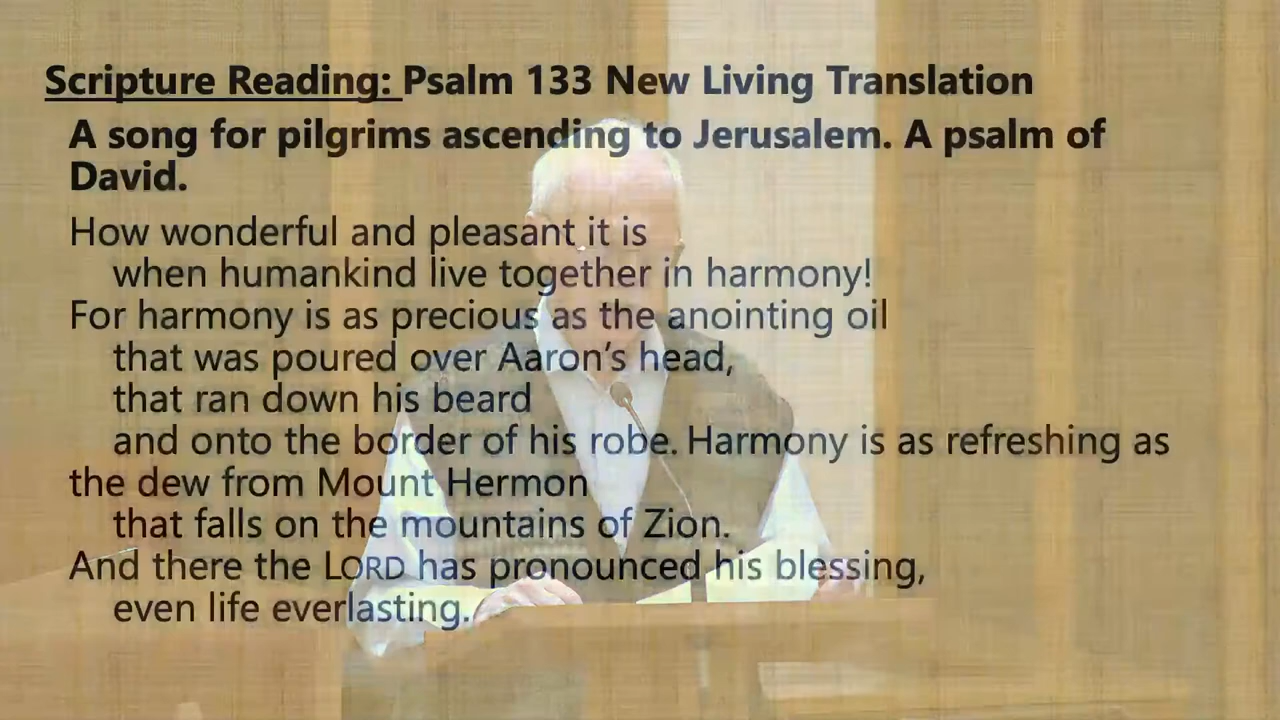 Scripture Reading: Psalm 133 New Living Translation
A song for pilgrims ascending to Jerusalem. A psalm of
David.
How wonderful and pleasant it is
when humankind live together in harmony!
For harmony is as precious as the anointing oil
that was poured over Aaron’s head,
that ran down his beard
and onto the border of his robe. Harmony is as refreshing as
the dew from Mount Hermon
that falls on the mountains of Zion.
And there the LORD has pronounced his blessing,
even life everlasting.